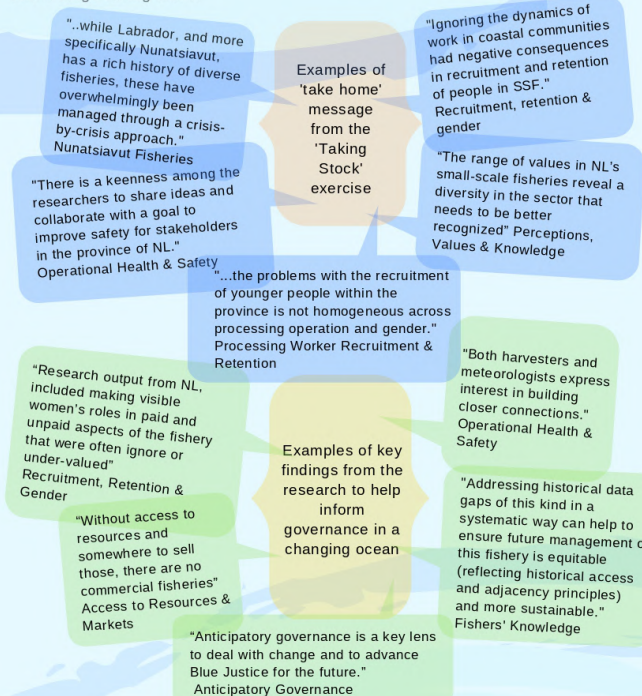 "..while Labrador, and more
specifically Nunatsiavut,
has a rich history of diverse
fisheries, these have
overwhelmingly been
managed through a crisis-
by-crisis approach."
Nunatsiavut Fisheries
Examples of
'take home'
message
from the
'Taking
Stock'
exercise
"Ignoring the dynamics of
work in coastal communities
had negative consequences
in recruitment and retention
of people in SSF."
Recruitment, retention &
gender
"There is a keenness among the
researchers to share ideas and
collaborate with a goal to
improve safety for stakeholders
in the province of NL."
Operational Health & Safety
"The range of values in NL's
small-scale fisheries reveal a
diversity in the sector that
needs to be better
recognized" Perceptions,
Values & Knowledge
"...the problems with the recruitment
of younger people within the
province is not homogeneous across
processing operation and gender."
Processing Worker Recruitment &
Retention
“Research output from NL,
included making visible
women's roles in paid and
unpaid aspects of the fishery
that were often ignore or
under-valued”
Recruitment, Retention &
Gender
Examples of key
findings from the
research to help
inform
governance in a
changing ocean
"Both harvesters and
meteorologists express
interest in building
closer connections."
Operational Health &
Safety
“Without access to
resources and
somewhere to sell
those, there are no
commercial fisheries”
Access to Resources &
Markets
"Addressing historical data
gaps of this kind in a
systematic way can help to
ensure future management
this fishery is equitable
(reflecting historical access
and adjacency principles)
and more sustainable."
Fishers' Knowledge
“Anticipatory governance is a key lens
to deal with change and to advance
Blue Justice for the future.”
Anticipatory Governance